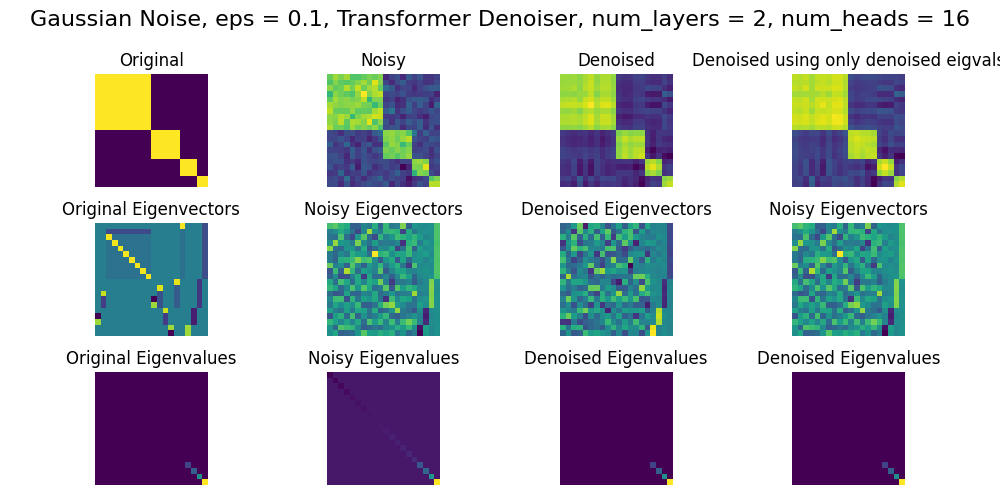 Gaussian Noise, eps = 0.1, Transformer Denoiser, num_layers = 2, num_heads = 16
Original
Noisy
Denoised
Denoised using only denoised eigvals
Original Eigenvectors
Noisy Eigenvectors
Denoised Eigenvectors
Noisy Eigenvectors
Original Eigenvalues
Noisy Eigenvalues
Denoised Eigenvalues
Denoised Eigenvalues